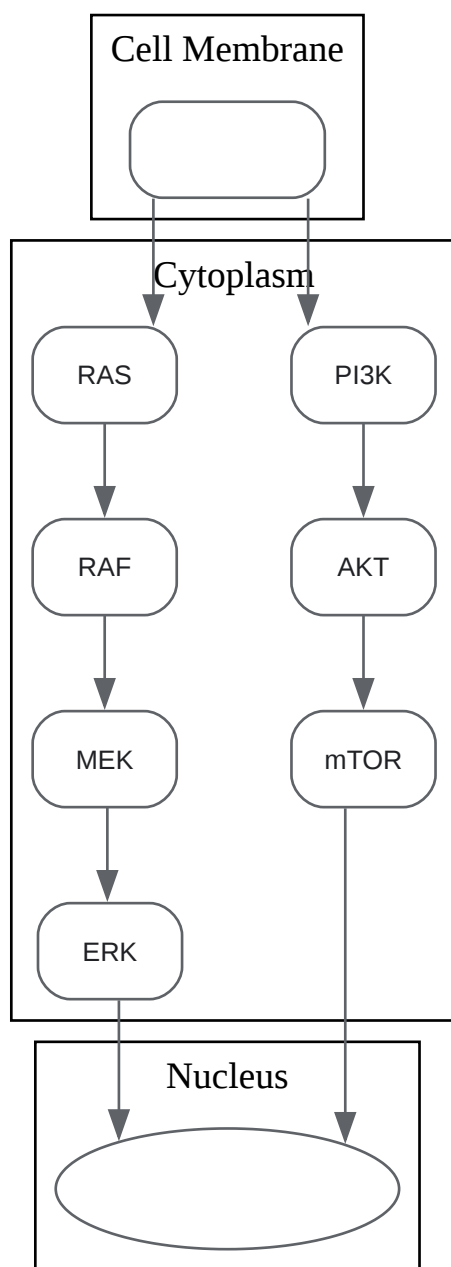 Cell Membrane
Cytoplasm
RAS
PI3K
RAF
AKT
MEK
mTOR
ERK
Nucleus